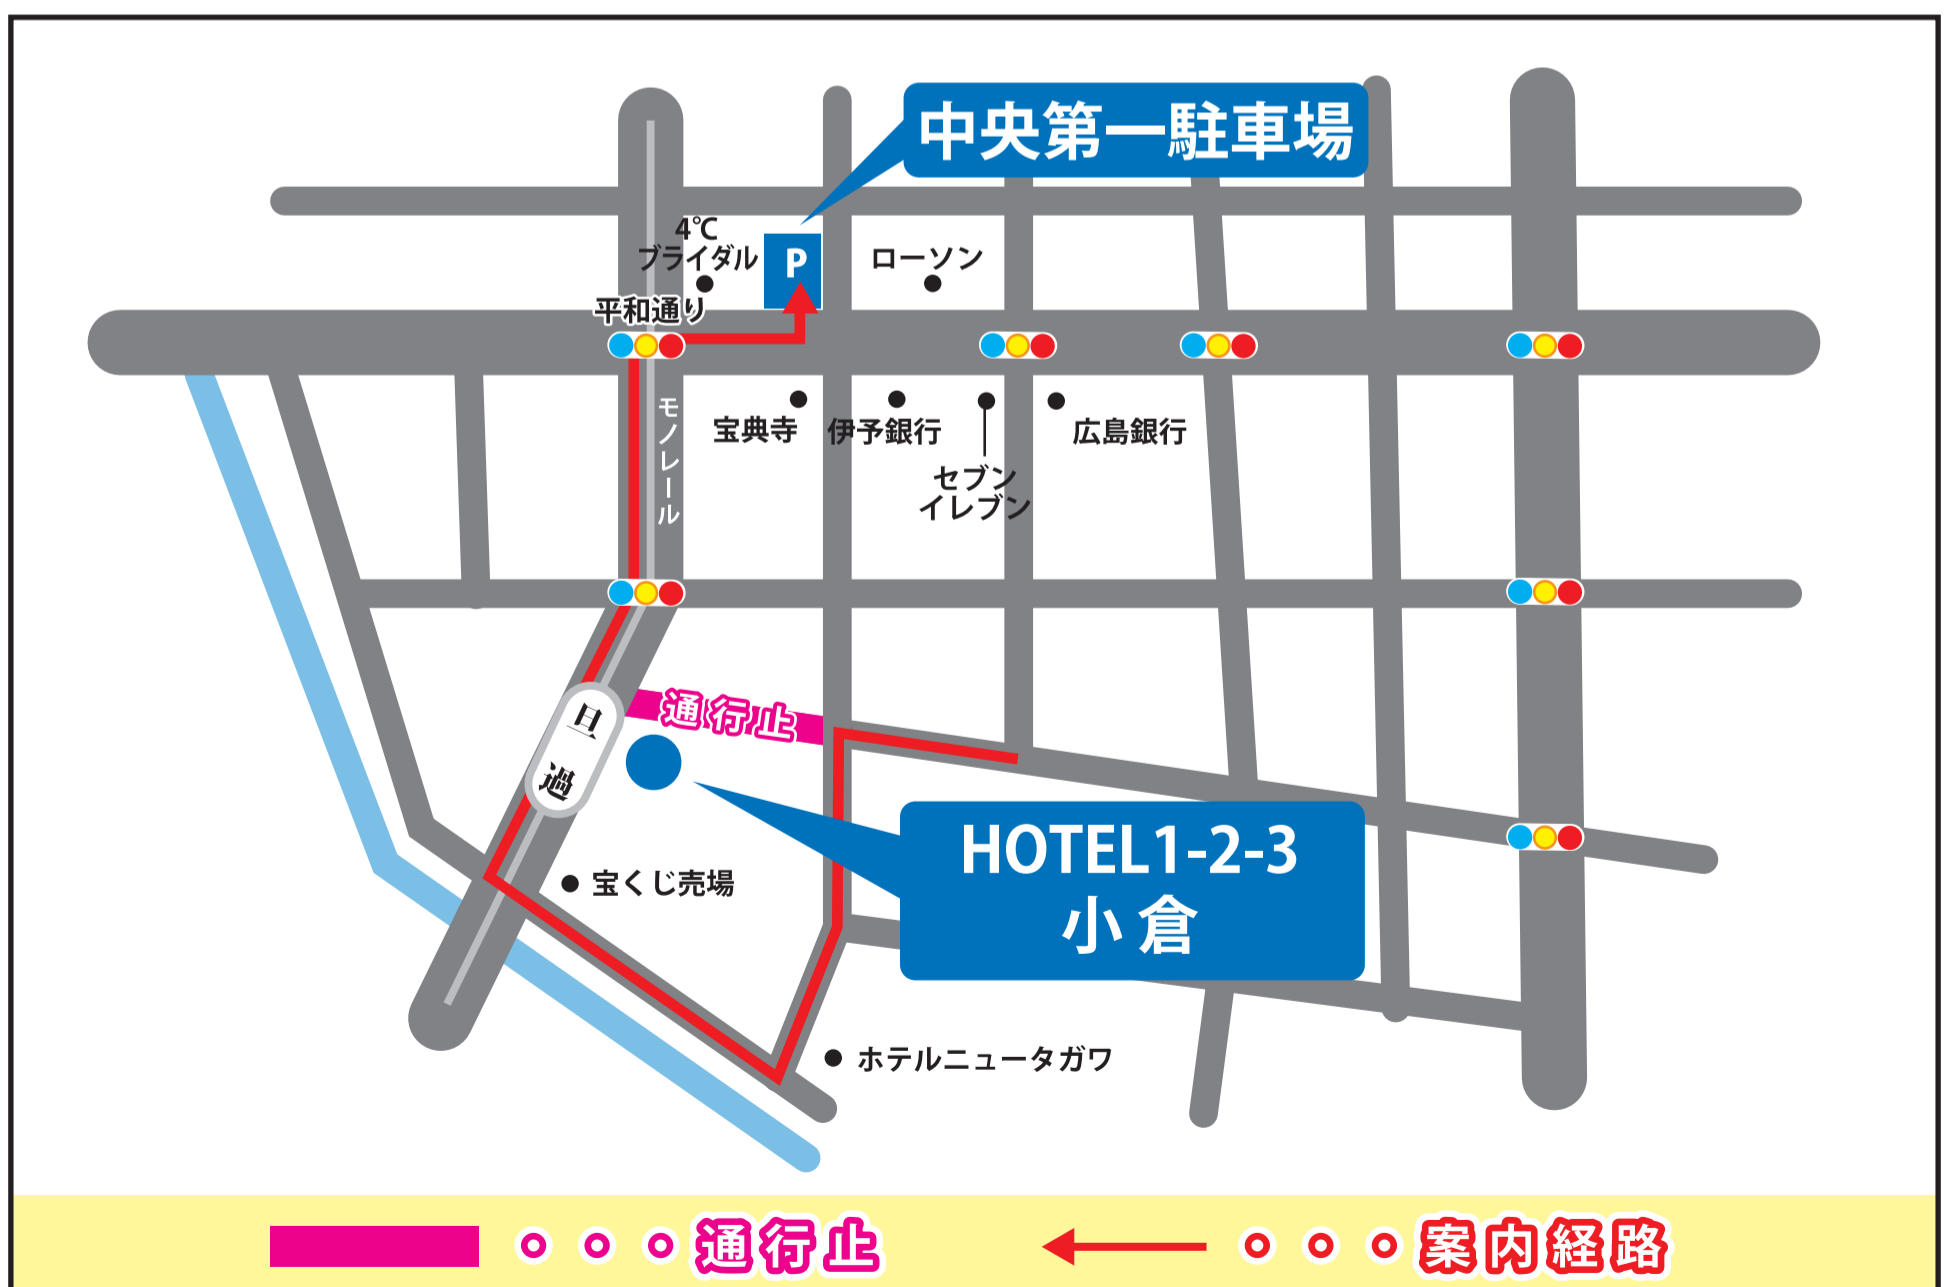 中央第一駐車場
4℃
ブライダル
P
ローソン
平和通り
モノレール
宝典寺
伊予銀行
セブン
イレブン
広島銀行
通行止
旦過
HOTEL1-2-3
小倉
宝くじ売場
ホテルニュータガワ
通行止
案内経路